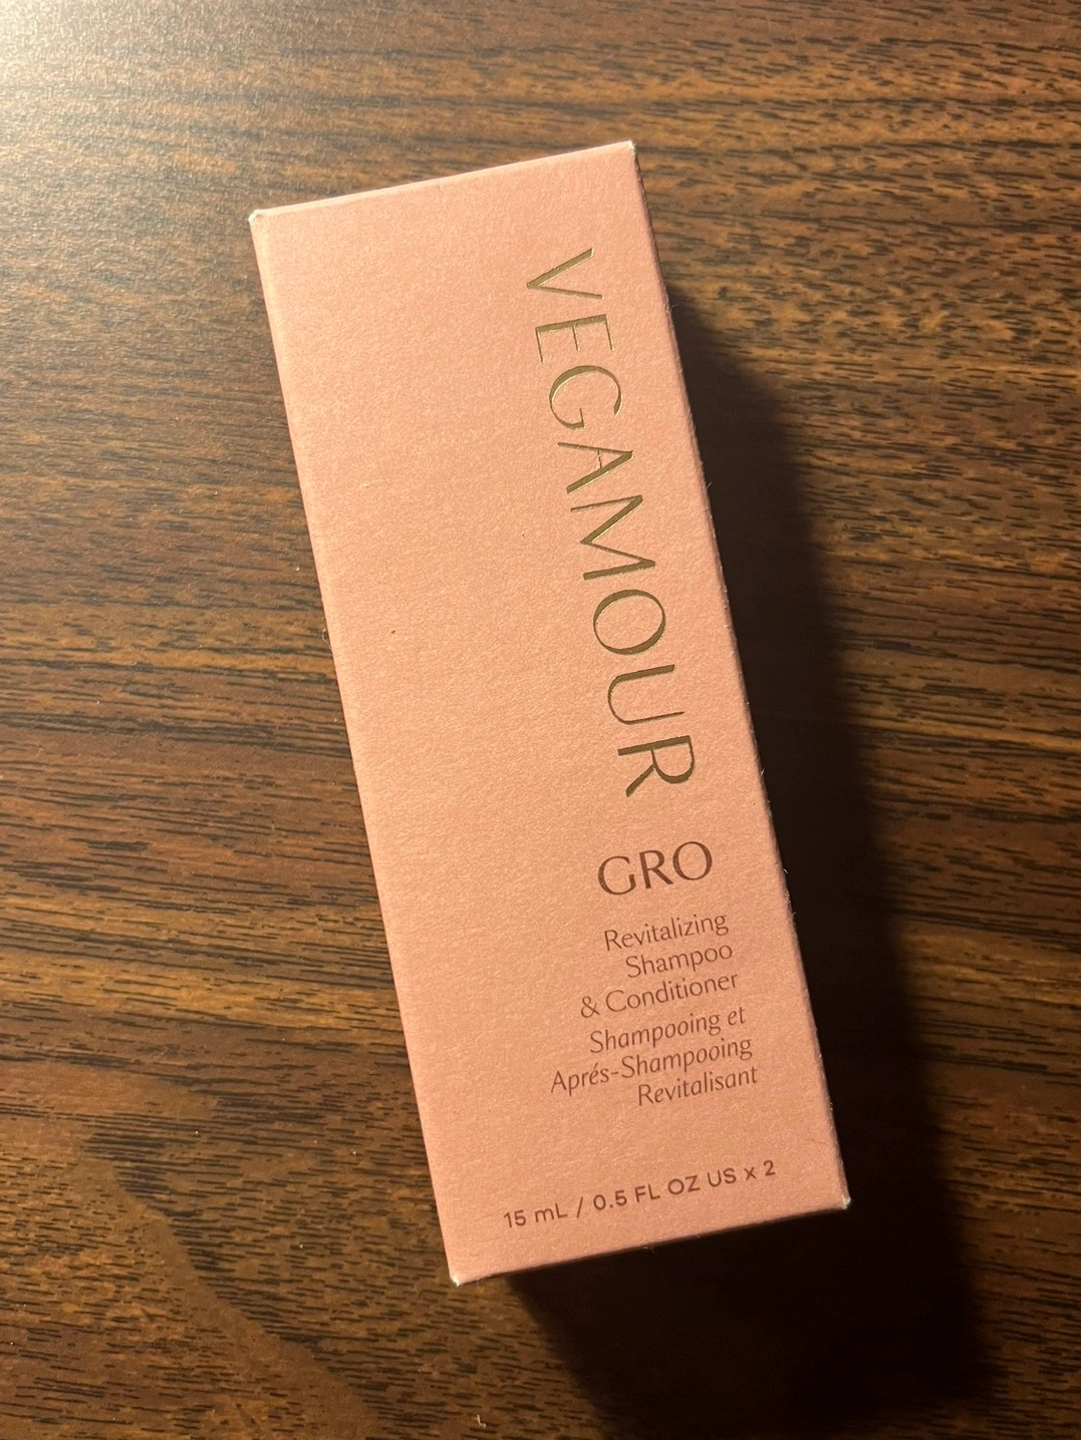 VEGAMOUR
GRO
Revitalizing
Shampoo
& Conditioner
Shampooing et
Aprés-Shampooing
Revitalisant
15 mL / 0.5 FL OZ US x 2